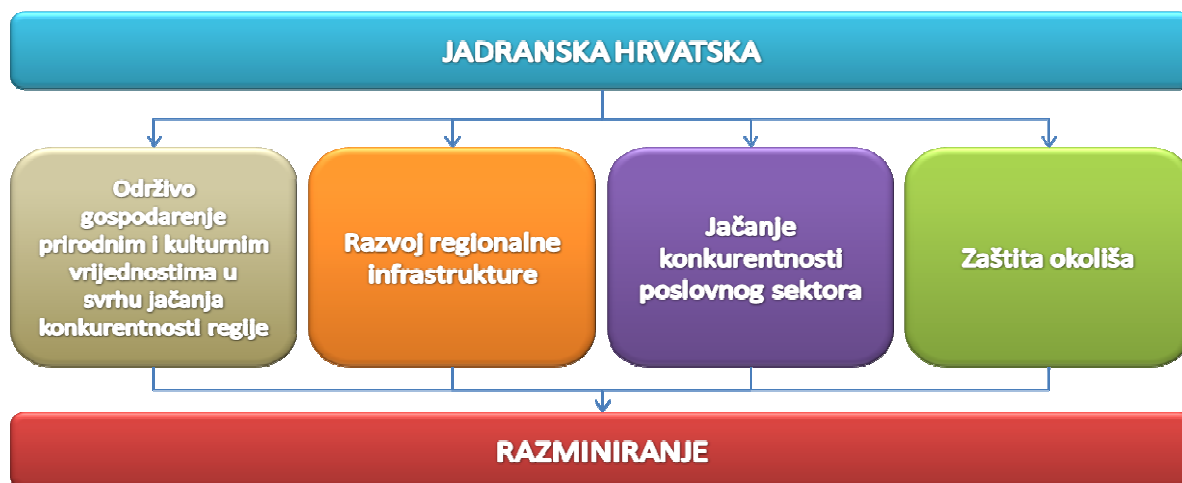 JADRANSKA HRVATSKA
Održivo
gospodarenje
prirodnim i kulturnim
vrijednostima u
svrhu jačanja
konkurentnosti regije
Razvoj regionalne
infrastrukture
Jačanje
konkurentnosti
poslovnog sektora
Zaštita okoliša
RAZMINIRANJE